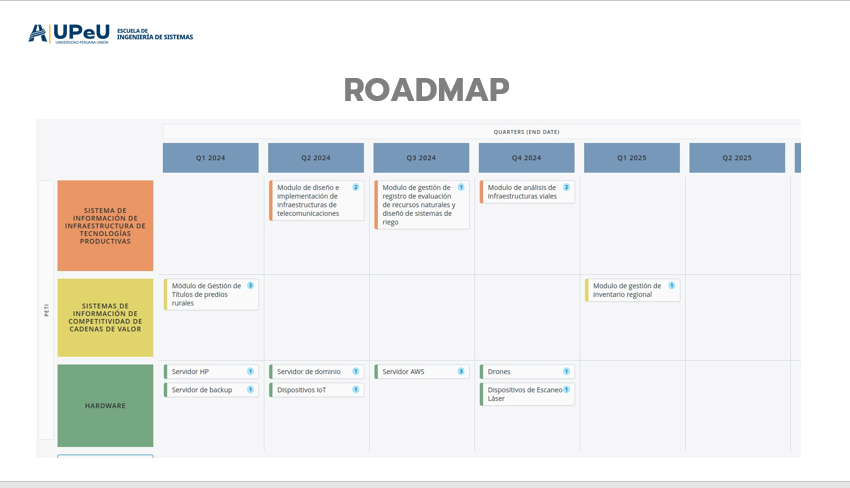 UPeU
UNIVERSIDAD PERUANA UNIÓN
ESCUELA DE
INGENIERÍA DE SISTEMAS
ROADMAP
QUARTERS (END DATE)
Q1 2024
Q2 2024
Q3 2024
Q4 2024
Q1 2025
Q2 2025
PETI
SISTEMA DE
INFORMACIÓN DE
INFRAESTRUCTURA DE
TECNOLOGÍAS
PRODUCTIVAS
Modulo de diseño e 2
implementación de
infraestructuras de
telecomunicaciones
Modulo de gestión de 1
registro de evaluación
de recursos naturales y
diseñó de sistemas de
riego
Modulo de análisis de 2
infraestructuras viales
SISTEMAS DE
INFORMACIÓN DE
COMPETITIVIDAD DE
CADENAS DE VALOR
Módulo de Gestión de 3
Títulos de predios
rurales
Modulo de gestión de 1
inventario regional
HARDWARE
Servidor HP 1
Servidor de backup 1
Servidor de dominio 1
Dispositivos IoT 1
Servidor AWS 3
Drones 1
Dispositivos de Escaneo 1
Láser